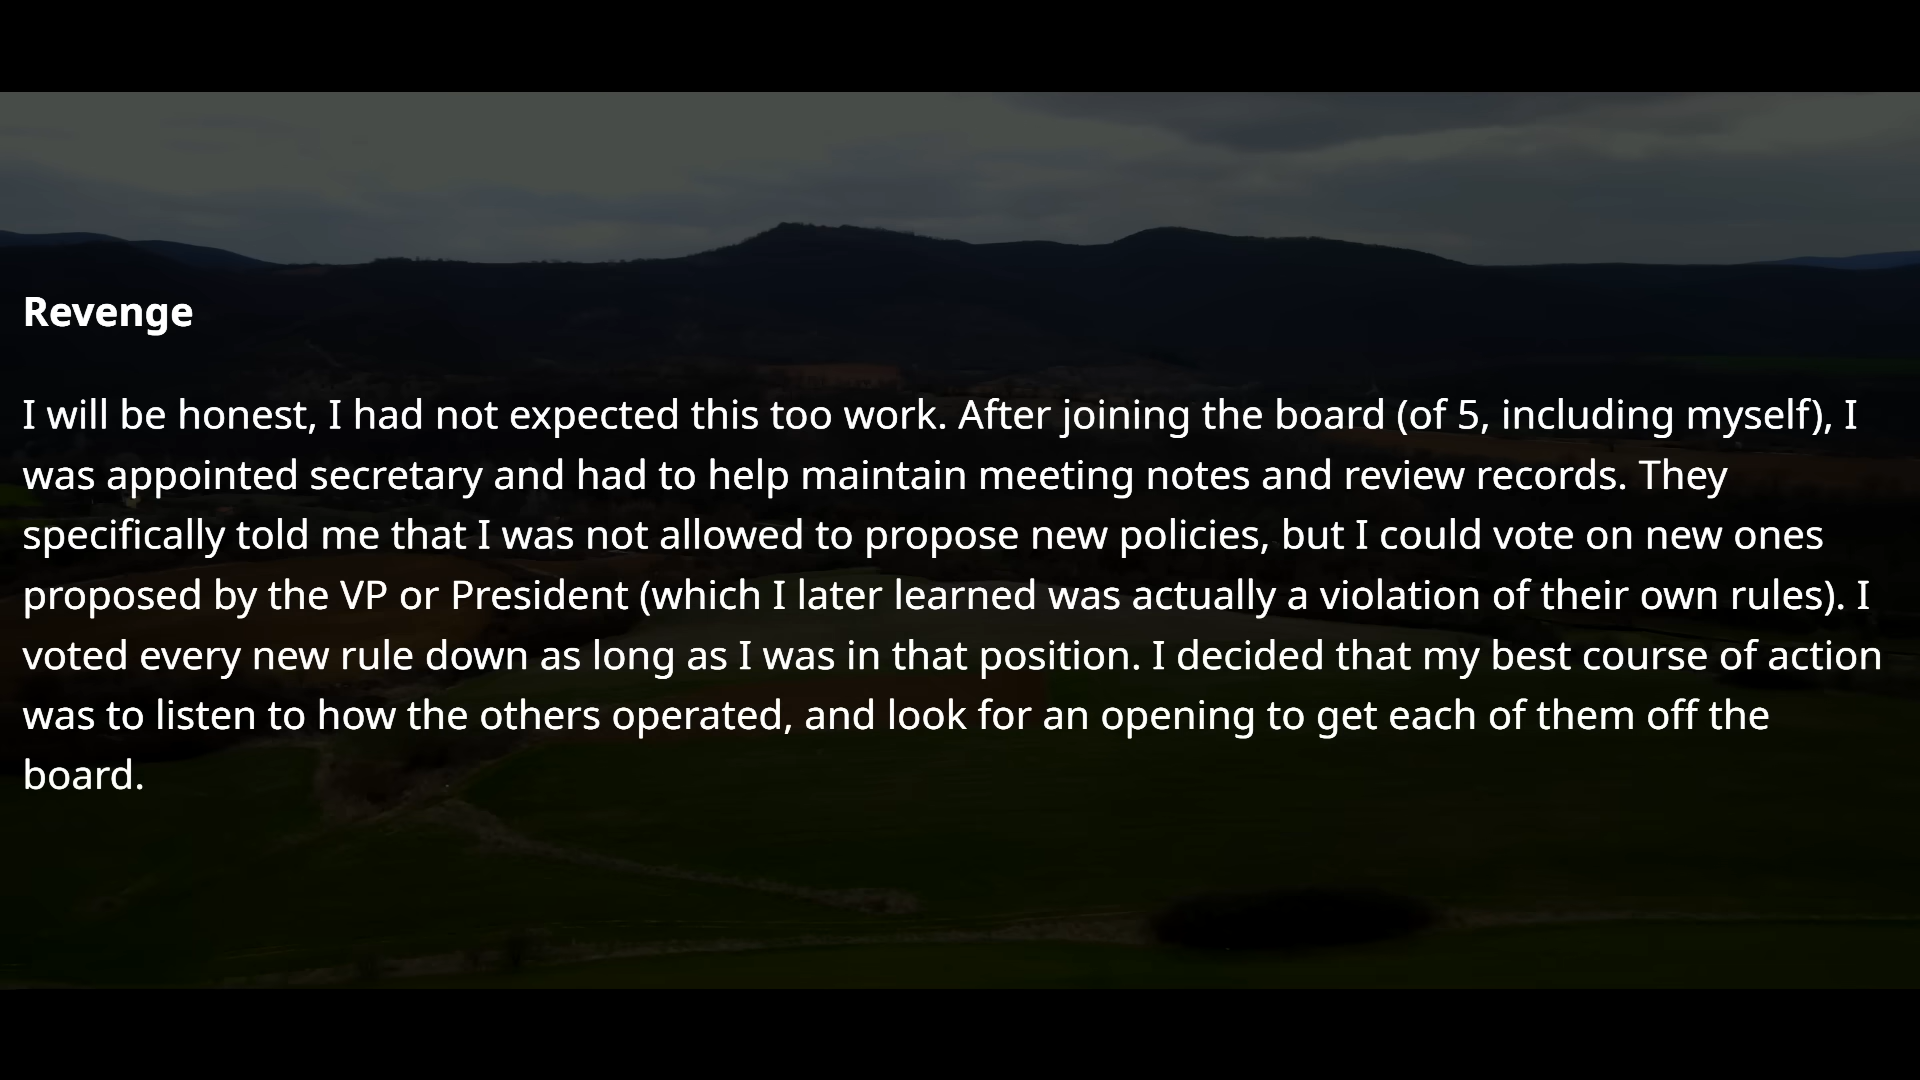 Revenge
I will be honest, I had not expected this too work. After joining the board (of 5, including myself), I
was appointed secretary and had to help maintain meeting notes and review records. They
specifically told me that I was not allowed to propose new policies, but I could vote on new ones
proposed by the VP or President (which I later learned was actually a violation of their own rules). I
voted every new rule down as long as I was in that position. I decided that my best course of action
was to listen to how the others operated, and look for an opening to get each of them off the
board.